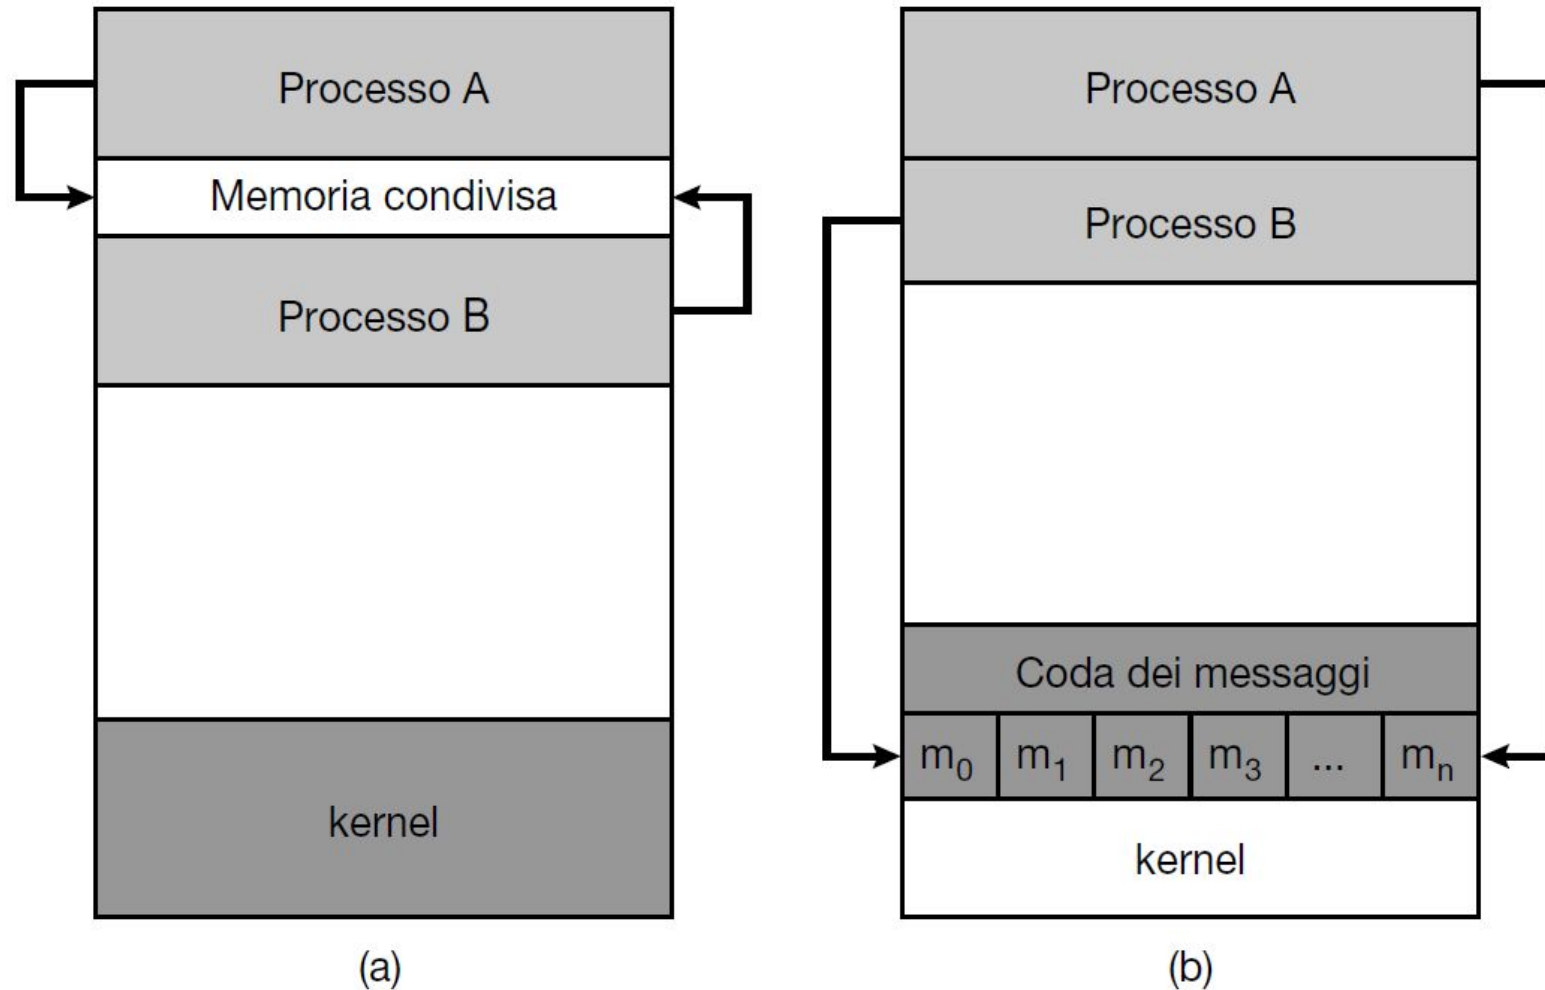 Processo A
Memoria condivisa
Processo B
kernel
(a)
Processo A
Processo B
Coda dei messaggi
m₀ m₁ m₂ m₃ ... mₙ
kernel
(b)